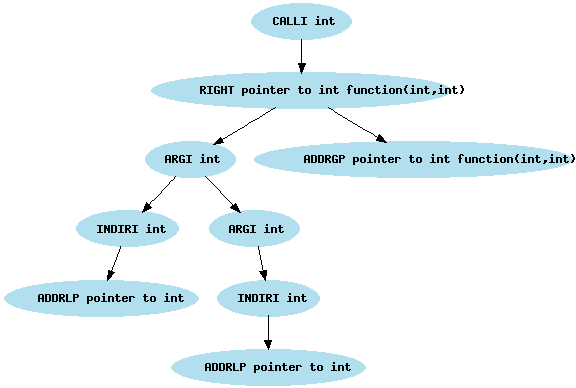 CALLI int
RIGHT pointer to int function(int,int)
ARGI int
ADDRGP pointer to int function(int,int)
INDIRI int
ARGI int
ADDRLP pointer to int
INDIRI int
ADDRLP pointer to int